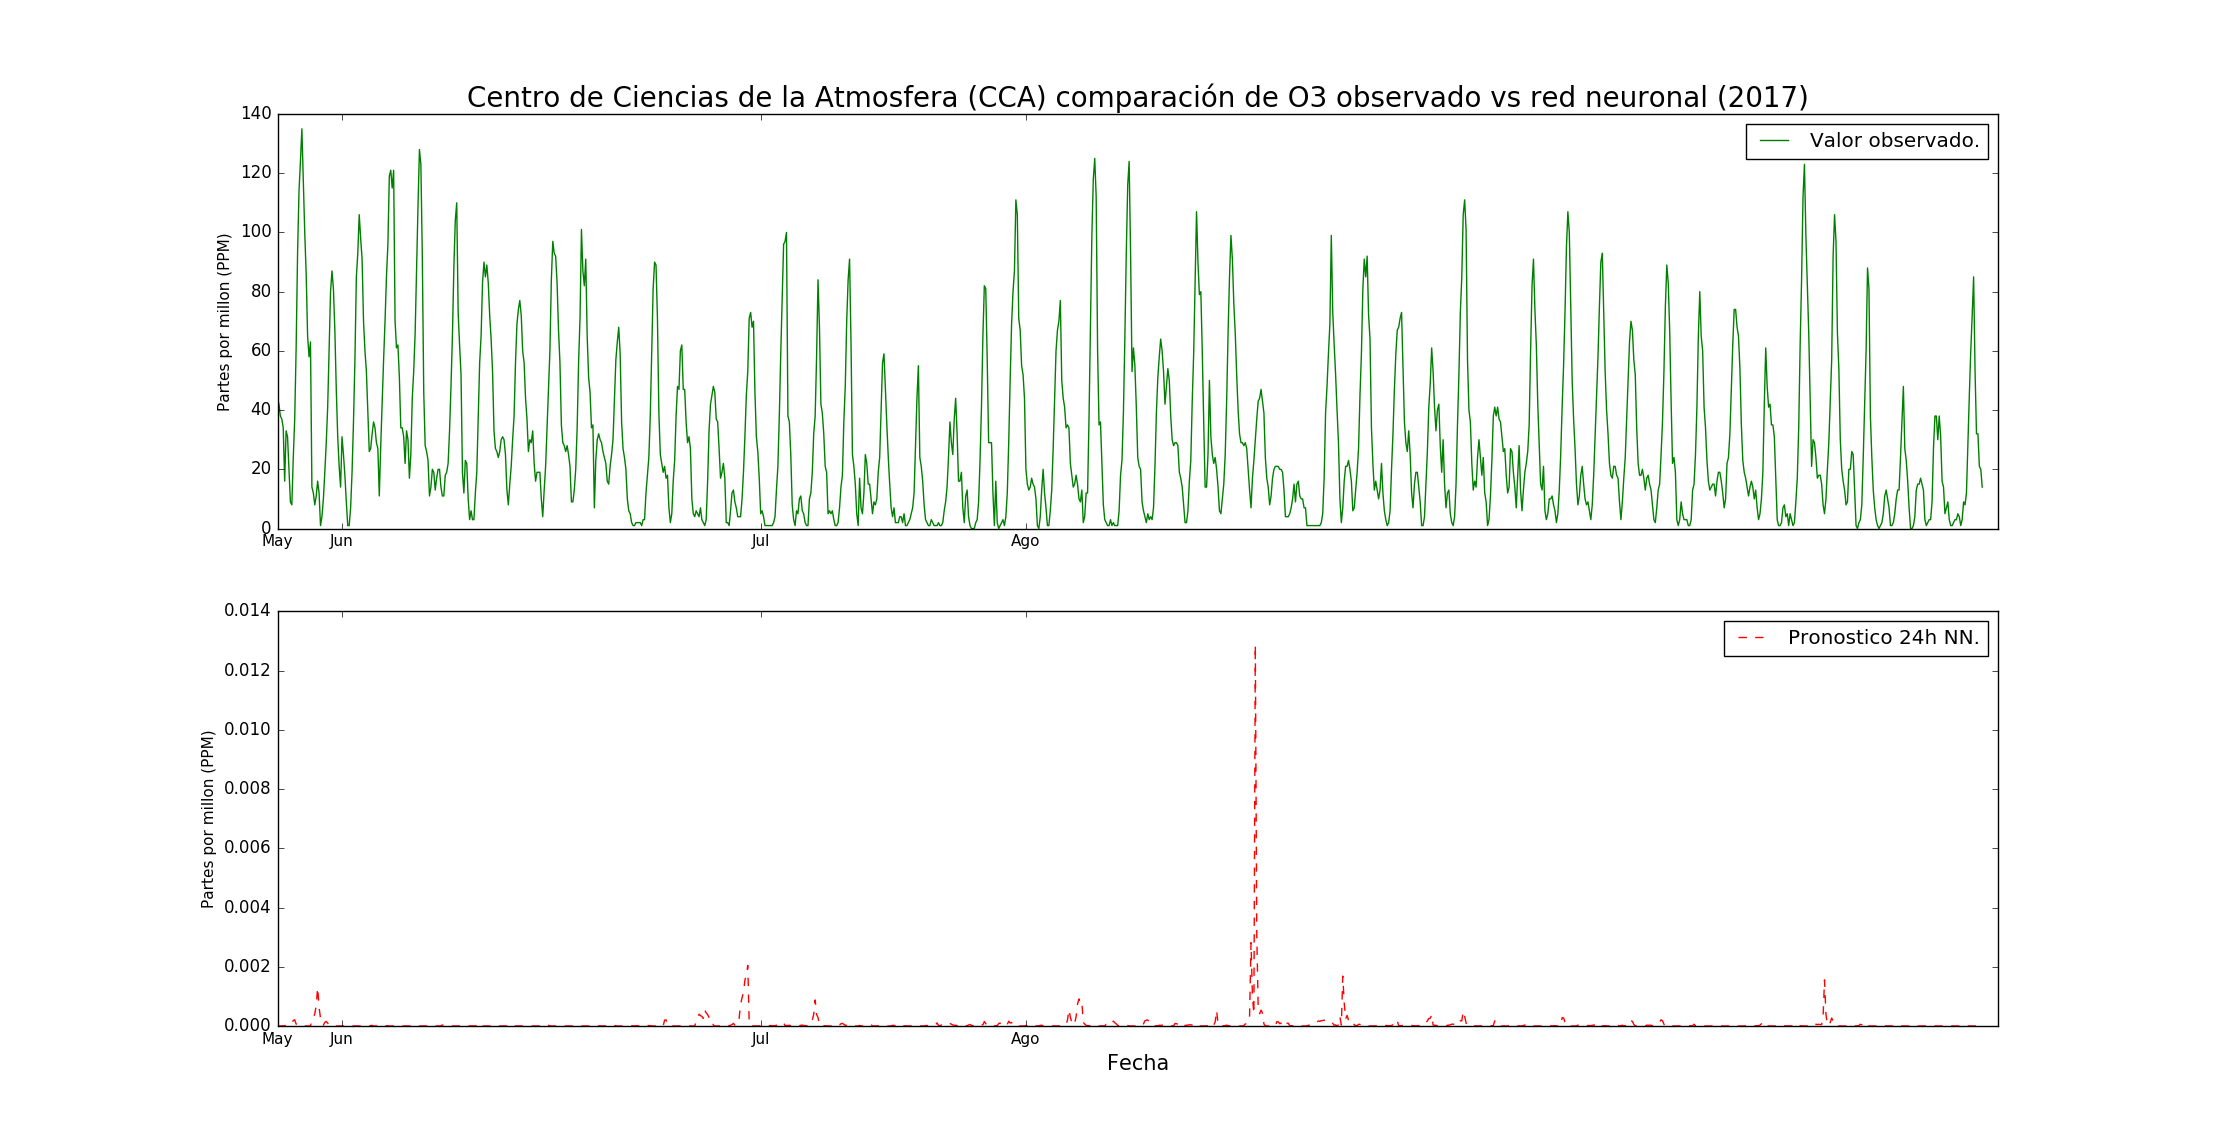 Centro de Ciencias de la Atmosfera (CCA) comparación de O3 observado vs red neuronal (2017)
140
120
100
80
60
40
20
0
Partes por millon (PPM)
Valor observado.
May Jun Jul Ago
0.014
0.012
0.010
0.008
0.006
0.004
0.002
0.000
Partes por millon (PPM)
Pronostico 24h NN.
May Jun Jul Ago
Fecha